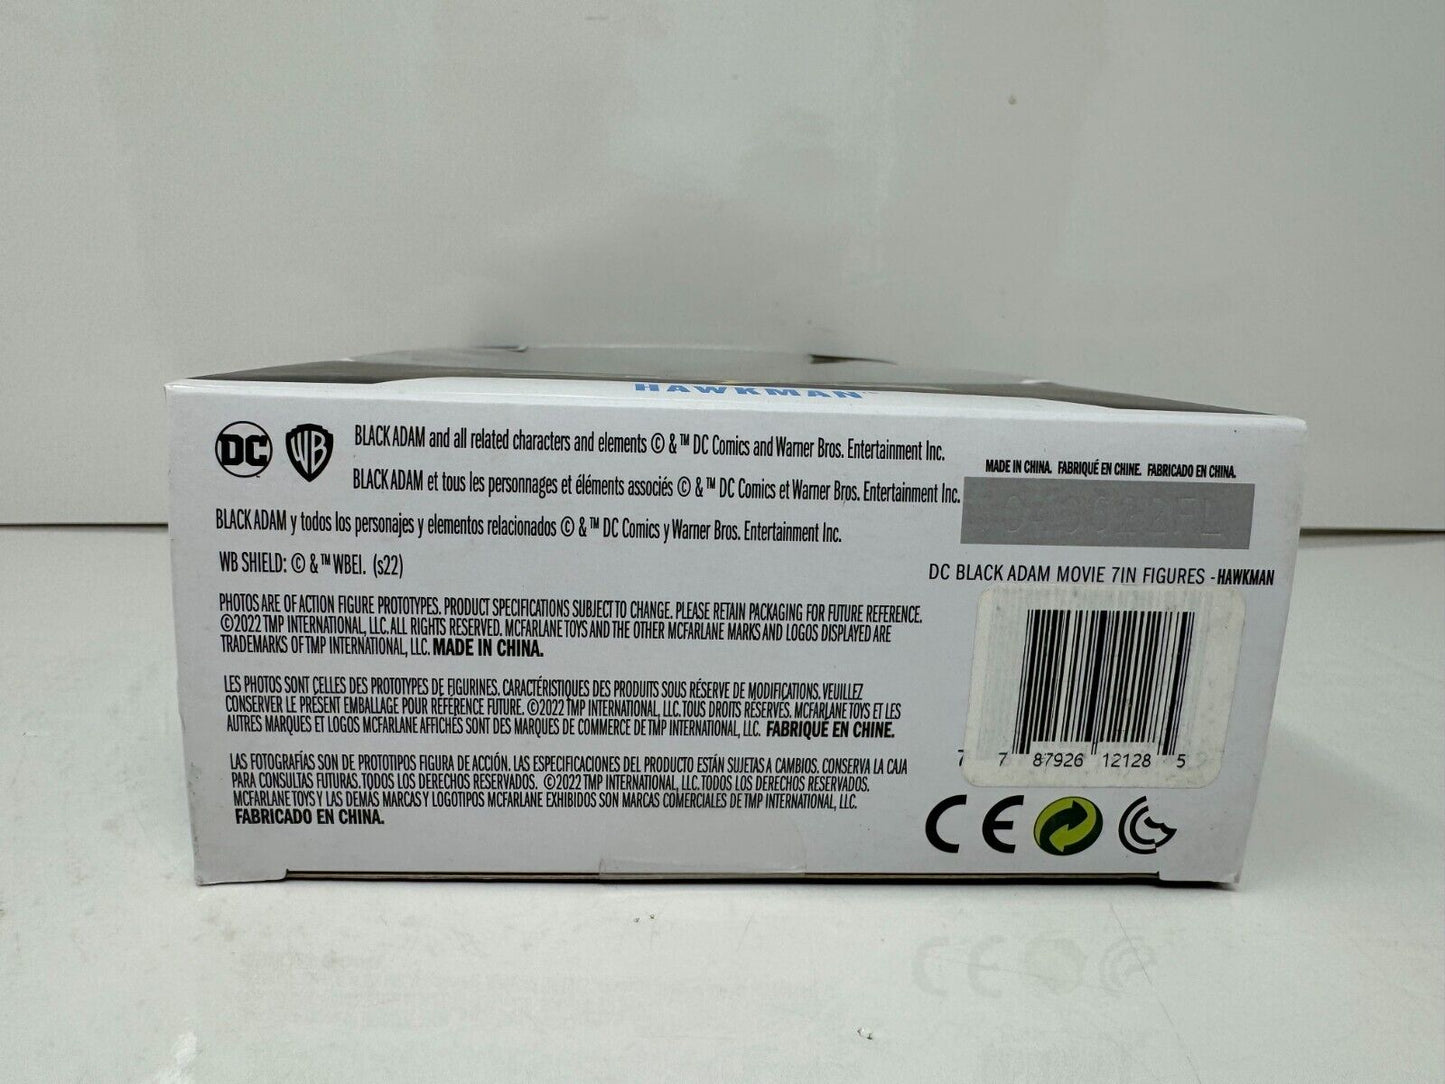 HAWKMAN™
DC WB BLACK ADAM and all related characters and elements © & ™ DC Comics and Warner Bros. Entertainment Inc.
BLACK ADAM et tous les personnages et éléments associés © & ™ DC Comics et Warner Bros. Entertainment Inc.
BLACK ADAM y todos los personajes y elementos relacionados © & ™ DC Comics y Warner Bros. Entertainment Inc.
WB SHIELD: © & ™ WBEI. (s22)
PHOTOS ARE OF ACTION FIGURE PROTOTYPES. PRODUCT SPECIFICATIONS SUBJECT TO CHANGE. PLEASE RETAIN PACKAGING FOR FUTURE REFERENCE.
©2022 TMP INTERNATIONAL, LLC. ALL RIGHTS RESERVED. MCFARLANE TOYS AND THE OTHER MCFARLANE MARKS AND LOGOS DISPLAYED ARE
TRADEMARKS OF TMP INTERNATIONAL, LLC. MADE IN CHINA.
LES PHOTOS SONT CELLES DES PROTOTYPES DE FIGURINES. CARACTÉRISTIQUES DES PRODUITS SOUS RÉSERVE DE MODIFICATIONS. VEUILLEZ
CONSERVER LE PRÉSENT EMBALLAGE POUR RÉFÉRENCE FUTURE. ©2022 TMP INTERNATIONAL, LLC. TOUS DROITS RÉSERVÉS. MCFARLANE TOYS ET LES
AUTRES MARQUES ET LOGOS MCFARLANE AFFICHÉS SONT DES MARQUES DE COMMERCE DE TMP INTERNATIONAL, LLC. FABRIQUÉ EN CHINE.
LAS FOTOGRAFÍAS SON DE PROTOTIPOS FIGURA DE ACCIÓN. LAS ESPECIFICACIONES DEL PRODUCTO ESTÁN SUJETAS A CAMBIOS. CONSERVA LA CAJA
PARA CONSULTAS FUTURAS. TODOS LOS DERECHOS RESERVADOS. ©2022 TMP INTERNATIONAL, LLC. TODOS LOS DERECHOS RESERVADOS.
MCFARLANE TOYS Y LAS DEMAS MARCAS Y LOGOTIPOS MCFARLANE EXHIBIDOS SON MARCAS COMERCIALES DE TMP INTERNATIONAL, LLC.
FABRICADO EN CHINA.
MADE IN CHINA. FABRIQUÉ EN CHINE. FABRICADO EN CHINA.
DC BLACK ADAM MOVIE 7IN FIGURES - HAWKMAN
7 87926 12128 5
CE